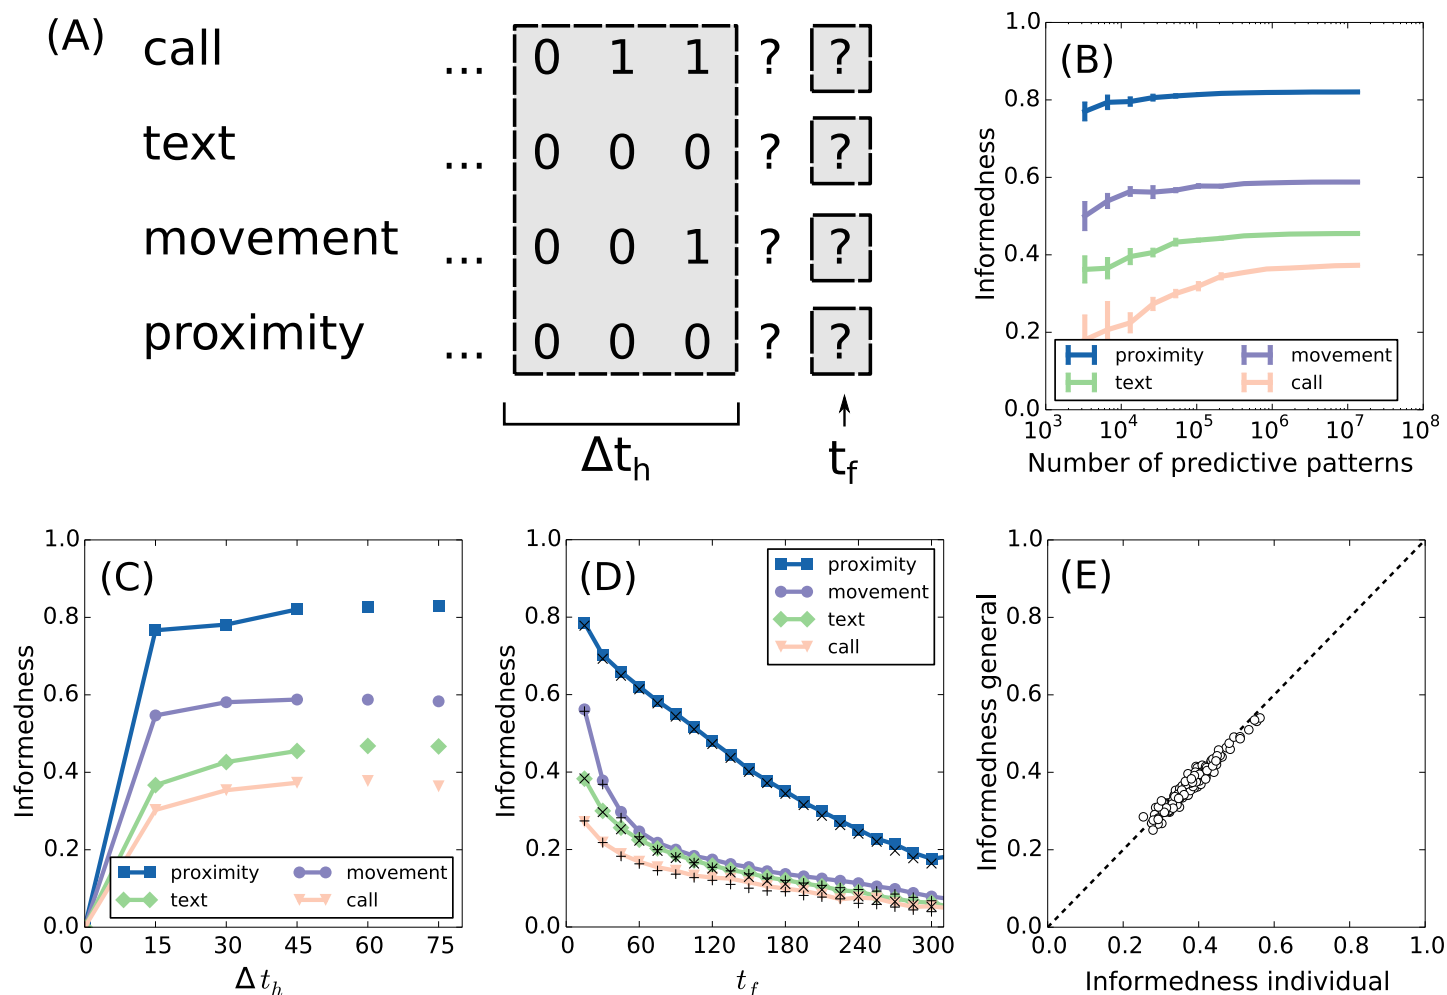 (A)
call ... 0 1 1 ? ?
text ... 0 0 0 ? ?
movement ... 0 0 1 ? ?
proximity ... 0 0 0 ? ?
Δt_h
t_f
(B)
Informedness
1.0
0.8
0.6
0.4
0.2
0.0
proximity movement
text call
10^3 10^4 10^5 10^6 10^7 10^8
Number of predictive patterns
(C)
Informedness
1.0
0.8
0.6
0.4
0.2
0.0
proximity movement
text call
0 15 30 45 60 75
Δ t_h
(D)
Informedness
1.0
0.8
0.6
0.4
0.2
0.0
proximity
movement
text
call
0 60 120 180 240 300
t_f
(E)
Informedness general
1.0
0.8
0.6
0.4
0.2
0.0
0.0 0.2 0.4 0.6 0.8 1.0
Informedness individual